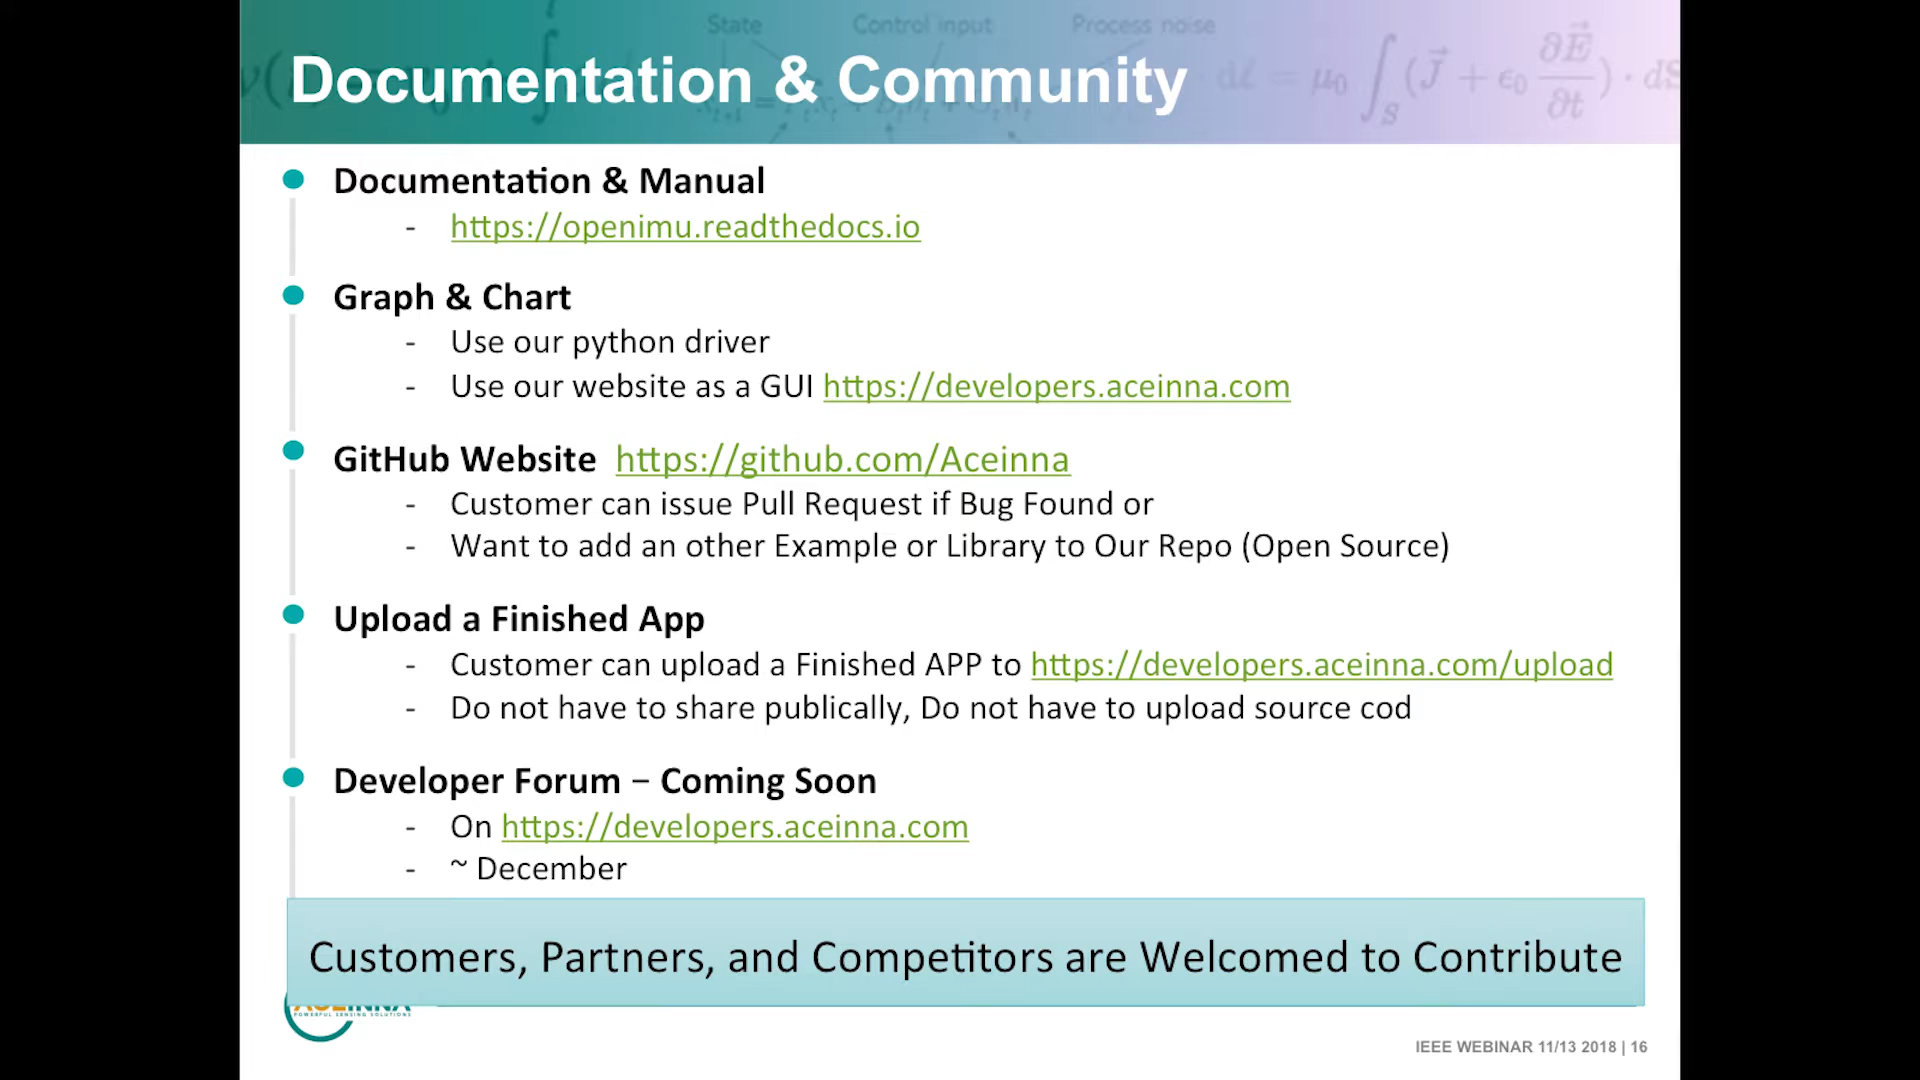 State Control input Process noise
Documentation & Community
Documentation & Manual
- https://openimu.readthedocs.io
Graph & Chart
- Use our python driver
- Use our website as a GUI https://developers.aceinna.com
GitHub Website https://github.com/Aceinna
- Customer can issue Pull Request if Bug Found or
- Want to add an other Example or Library to Our Repo (Open Source)
Upload a Finished App
- Customer can upload a Finished APP to https://developers.aceinna.com/upload
- Do not have to share publically, Do not have to upload source cod
Developer Forum – Coming Soon
- On https://developers.aceinna.com
- ~ December
Customers, Partners, and Competitors are Welcomed to Contribute
ACEINNA
POWERFUL SENSING SOLUTIONS
IEEE WEBINAR 11/13 2018 | 16